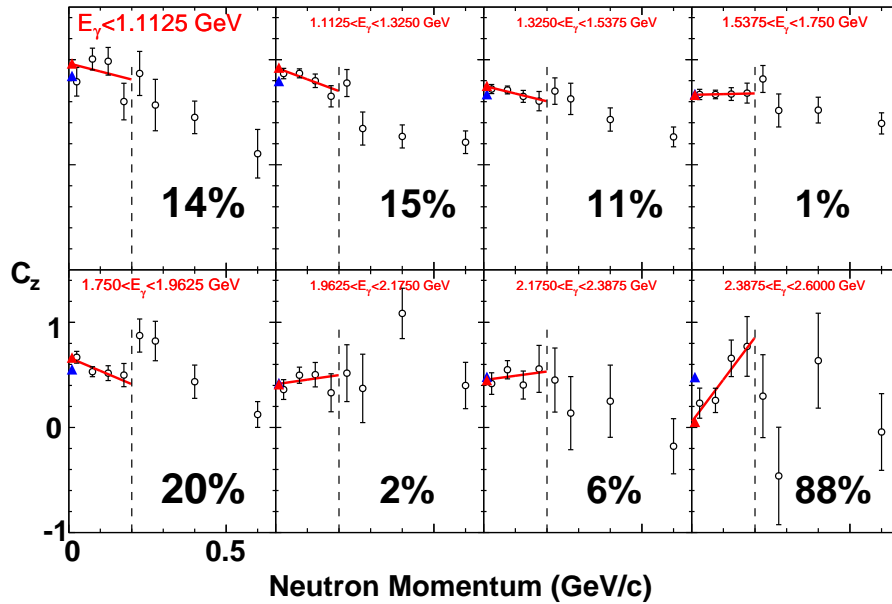 Eγ<1.1125 GeV
1.1125<Eγ<1.3250 GeV
1.3250<Eγ<1.5375 GeV
1.5375<Eγ<1.750 GeV
14%
15%
11%
1%
Cz
1.750<Eγ<1.9625 GeV
1.9625<Eγ<2.1750 GeV
2.1750<Eγ<2.3875 GeV
2.3875<Eγ<2.6000 GeV
1
0
20%
2%
6%
88%
-1
0
0.5
Neutron Momentum (GeV/c)